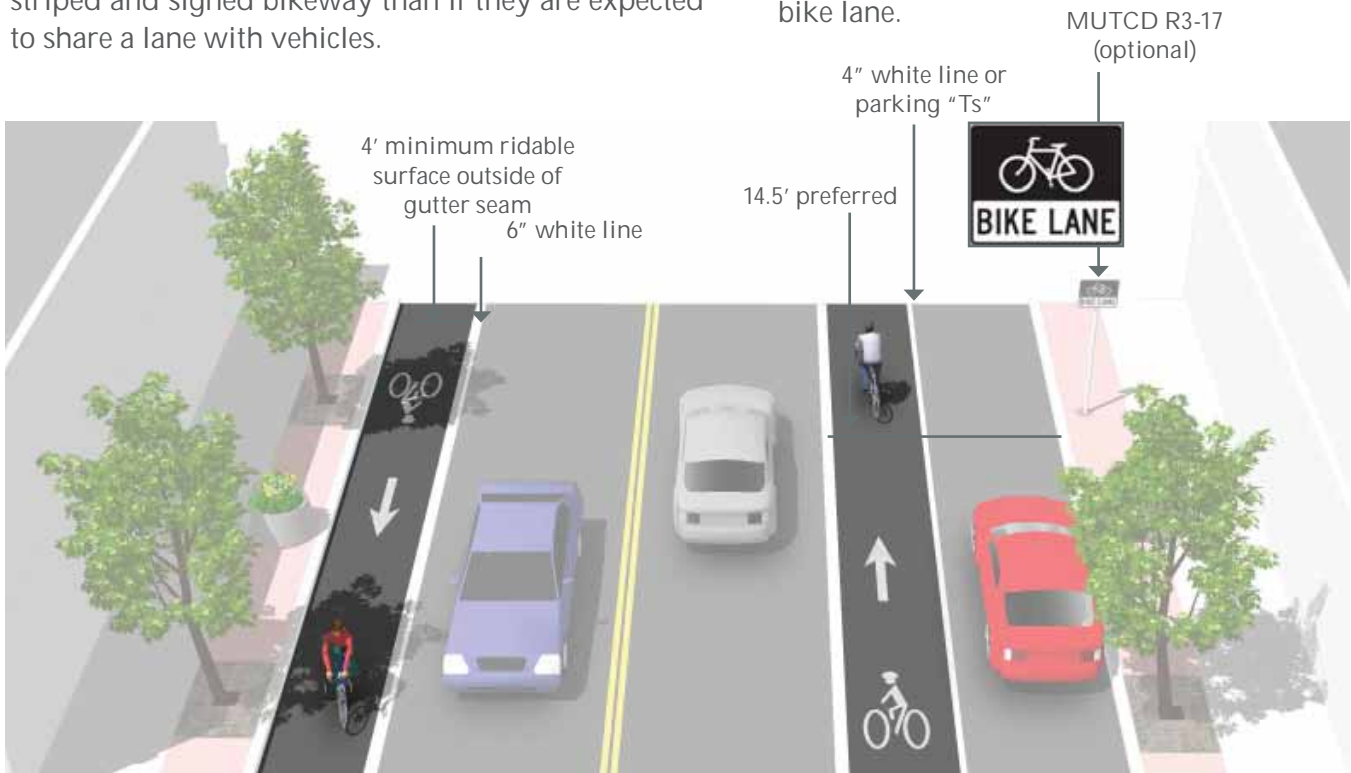 striped and signed bikeway than if they are expected
to share a lane with vehicles.
bike lane.
MUTCD R3-17
(optional)
4” white line or
parking “Ts”
4’ minimum ridable
surface outside of
gutter seam
6” white line
14.5’ preferred
BIKE LANE
BIKE LANE